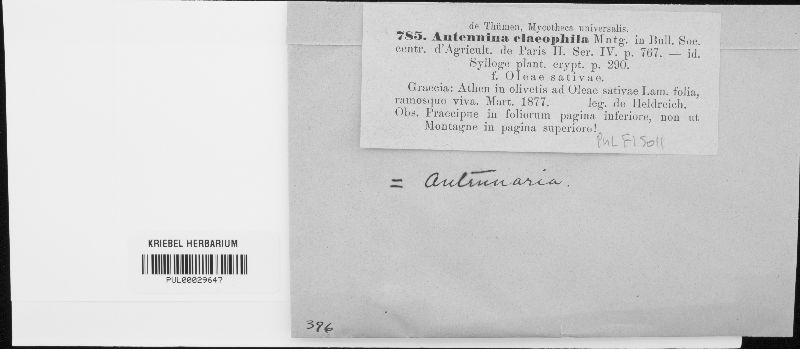 de Thümen, Mycotheca universalis.
785. Antennina elaeophila Mntg. in Bull. Soc.
centr. d'Agricult. de Paris II. Ser. IV. p. 767. — id.
Sylloge plant. crypt. p. 290.
f. Oleae sativae.
Graecia: Athen in olivetis ad Oleae sativae Lam. folia,
ramosque viva. Mart. 1877. leg. de Heldreich.
Obs. Praecipue in foliorum pagina inferiore, non ut
Montagne in pagina superiore!
PUL F15011
= Antennaria.
KRIEBEL HERBARIUM
PUL00029647
396